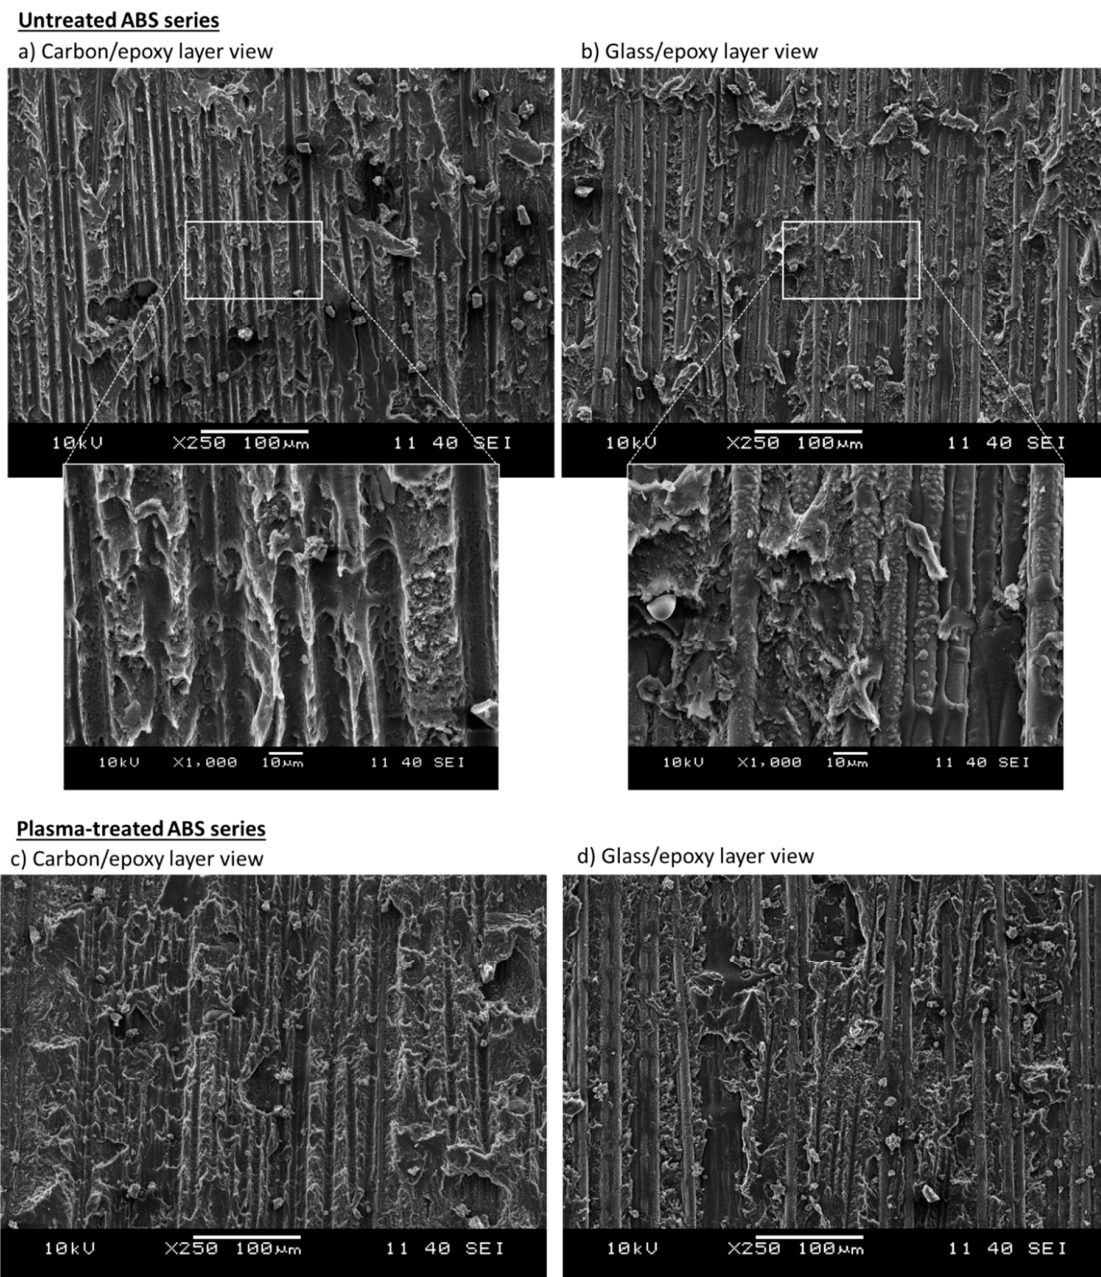 Untreated ABS series
a) Carbon/epoxy layer view
b) Glass/epoxy layer view
10kV X250 100μm 11 40 SEI
10kV X250 100μm 11 40 SEI
10kV X1,000 10μm 11 40 SEI
10kV X1,000 10μm 11 40 SEI
Plasma-treated ABS series
c) Carbon/epoxy layer view
d) Glass/epoxy layer view
10kV X250 100μm 11 40 SEI
10kV X250 100μm 11 40 SEI